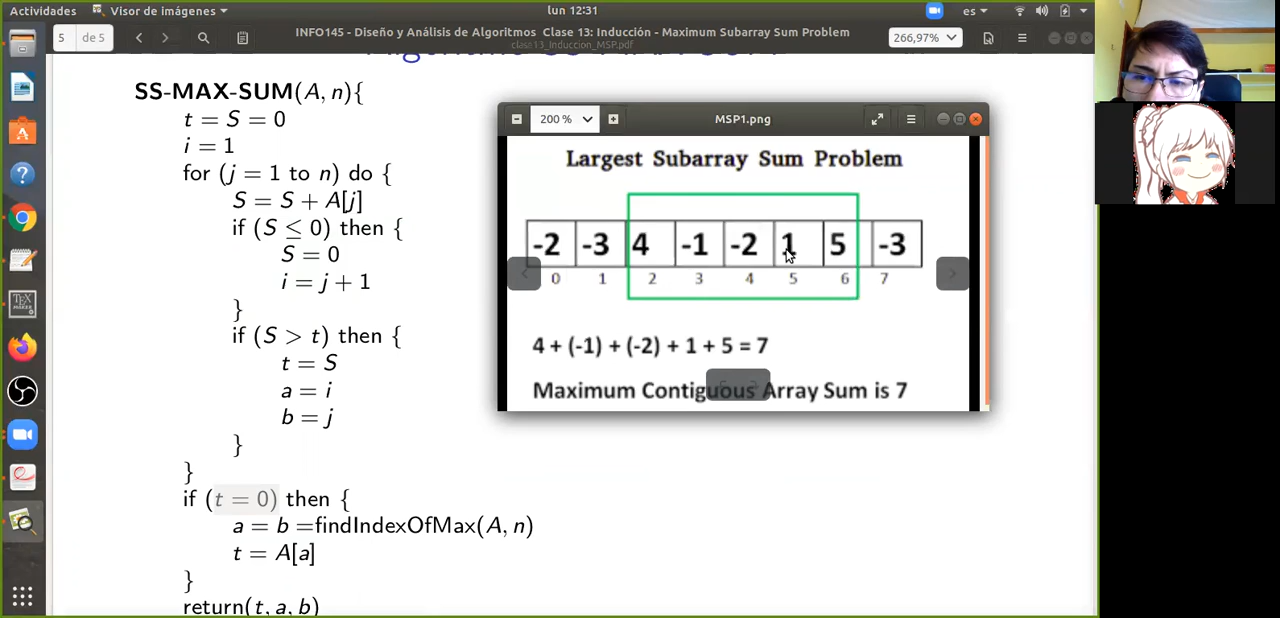 Actividades
Visor de imágenes
lun 12:31
es
5
de 5
INFO145 - Diseño y Análisis de Algoritmos Clase 13: Inducción - Maximum Subarray Sum Problem
clase13_Induccion_MSP.pdf
266,97%
SS-MAX-SUM(A, n){
t = S = 0
i = 1
for (j = 1 to n) do {
S = S + A[j]
if (S ≤ 0) then {
S = 0
i = j + 1
}
if (S > t) then {
t = S
a = i
b = j
}
}
if (t = 0) then {
a = b =findIndexOfMax(A, n)
t = A[a]
}
return(t, a, b)
200 %
MSP1.png
Largest Subarray Sum Problem
-2 -3 4 -1 -2 1 5 -3
0 1 2 3 4 5 6 7
4 + (-1) + (-2) + 1 + 5 = 7
Maximum Contiguous Array Sum is 7
TEX